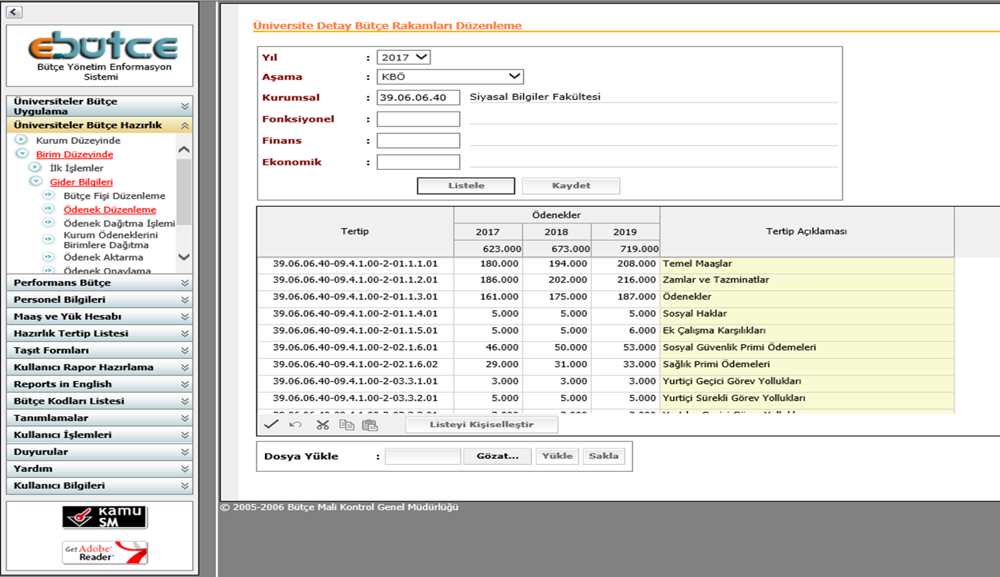 ebütçe
Bütçe Yönetim Enformasyon
Sistemi
Üniversiteler Bütçe
Uygulama
Üniversiteler Bütçe Hazırlık
Kurum Düzeyinde
Birim Düzeyinde
İlk İşlemler
Gider Bilgileri
Bütçe Fişi Düzenleme
Ödenek Düzenleme
Ödenek Dağıtma İşlemi
Kurum Ödeneklerini
Birimlere Dağıtma
Ödenek Aktarma
Ödenek Onaylama
Performans Bütçe
Personel Bilgileri
Maaş ve Yük Hesabı
Hazırlık Tertip Listesi
Taşıt Formları
Kullanıcı Rapor Hazırlama
Reports in English
Bütçe Kodları Listesi
Tanımlamalar
Kullanıcı İşlemleri
Duyurular
Yardım
Kullanıcı Bilgileri
Kamu
SM
Get Adobe
Reader
Üniversite Detay Bütçe Rakamları Düzenleme
Yıl : 2017
Aşama : KBÖ
Kurumsal : 39.06.06.40 Siyasal Bilgiler Fakültesi
Fonksiyonel :
Finans :
Ekonomik :
Listele Kaydet
Tertip Ödenekler Tertip Açıklaması
2017 2018 2019
623.000 673.000 719.000
39.06.06.40-09.4.1.00-2-01.1.1.01 180.000 194.000 208.000 Temel Maaşlar
39.06.06.40-09.4.1.00-2-01.1.2.01 186.000 202.000 216.000 Zamlar ve Tazminatlar
39.06.06.40-09.4.1.00-2-01.1.3.01 161.000 175.000 187.000 Ödenekler
39.06.06.40-09.4.1.00-2-01.1.4.01 5.000 5.000 5.000 Sosyal Haklar
39.06.06.40-09.4.1.00-2-01.1.5.01 5.000 5.000 6.000 Ek Çalışma Karşılıkları
39.06.06.40-09.4.1.00-2-02.1.6.01 46.000 50.000 53.000 Sosyal Güvenlik Primi Ödemeleri
39.06.06.40-09.4.1.00-2-02.1.6.02 29.000 31.000 33.000 Sağlık Primi Ödemeleri
39.06.06.40-09.4.1.00-2-03.3.1.01 3.000 3.000 3.000 Yurtiçi Geçici Görev Yollukları
39.06.06.40-09.4.1.00-2-03.3.2.01 5.000 5.000 5.000 Yurtiçi Sürekli Görev Yollukları
Listeyi Kişiselleştir
Dosya Yükle : Gözat... Yükle Sakla
© 2005-2006 Bütçe Mali Kontrol Genel Müdürlüğü